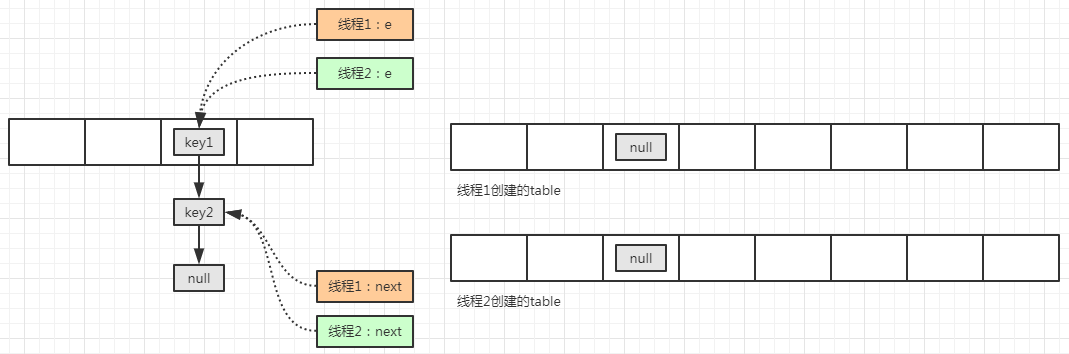 线程1：e
线程2：e
key1
key2
null
线程1：next
线程2：next
null
线程1创建的table
null
线程2创建的table